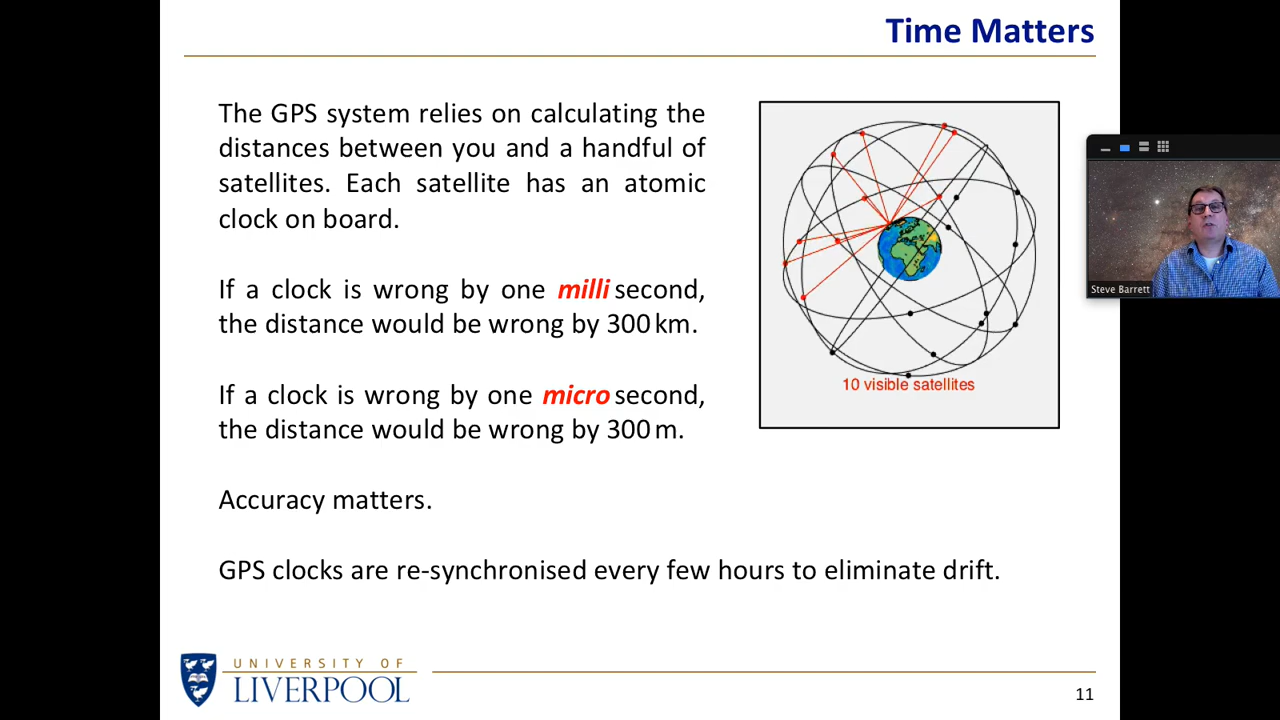 Time Matters
The GPS system relies on calculating the
distances between you and a handful of
satellites. Each satellite has an atomic
clock on board.
If a clock is wrong by one milli second,
the distance would be wrong by 300 km.
If a clock is wrong by one micro second,
the distance would be wrong by 300 m.
Accuracy matters.
GPS clocks are re-synchronised every few hours to eliminate drift.
10 visible satellites
Steve Barrett
UNIVERSITY OF
LIVERPOOL
11